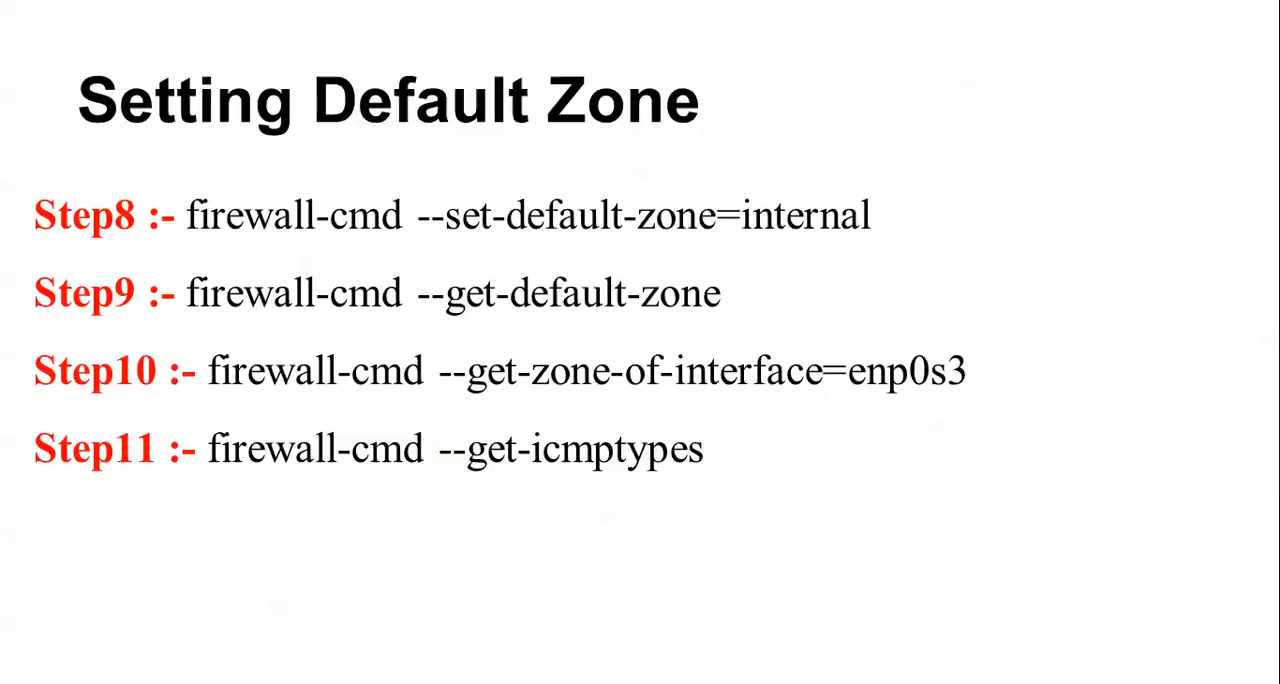 Setting Default Zone
Step8 :- firewall-cmd --set-default-zone=internal
Step9 :- firewall-cmd --get-default-zone
Step10 :- firewall-cmd --get-zone-of-interface=enp0s3
Step11 :- firewall-cmd --get-icmptypes